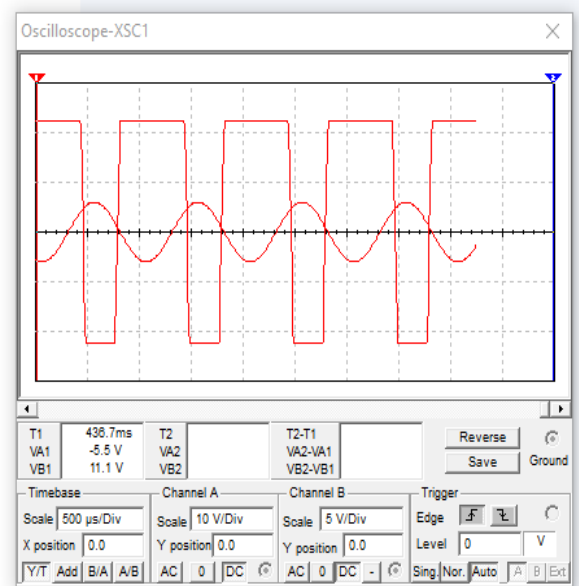 Oscilloscope-XSC1
1 2
T1 436.7ms T2 T2-T1
VA1 -5.5 V VA2 VA2-VA1
VB1 11.1 V VB2 VB2-VB1
Reverse
Save
Ground
Timebase
Scale 500 µs/Div
X position 0.0
Y/T Add B/A A/B
Channel A
Scale 10 V/Div
Y position 0.0
AC 0 DC
Channel B
Scale 5 V/Div
Y position 0.0
AC 0 DC -
Trigger
Edge
Level 0 V
Sing. Nor. Auto A B Ext